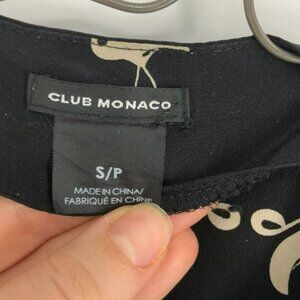 CLUB MONACO
S/P
MADE IN CHINA/
FABRIQUÉ EN CHINE